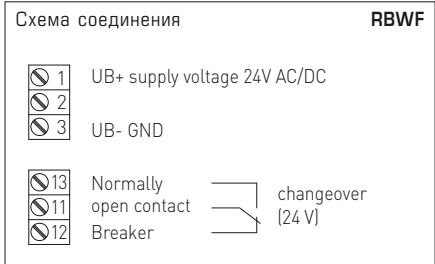 Схема соединения RBWF
1 UB+ supply voltage 24V AC/DC
2
3 UB- GND
13 Normally
11 open contact
12 Breaker
changeover
(24 V)